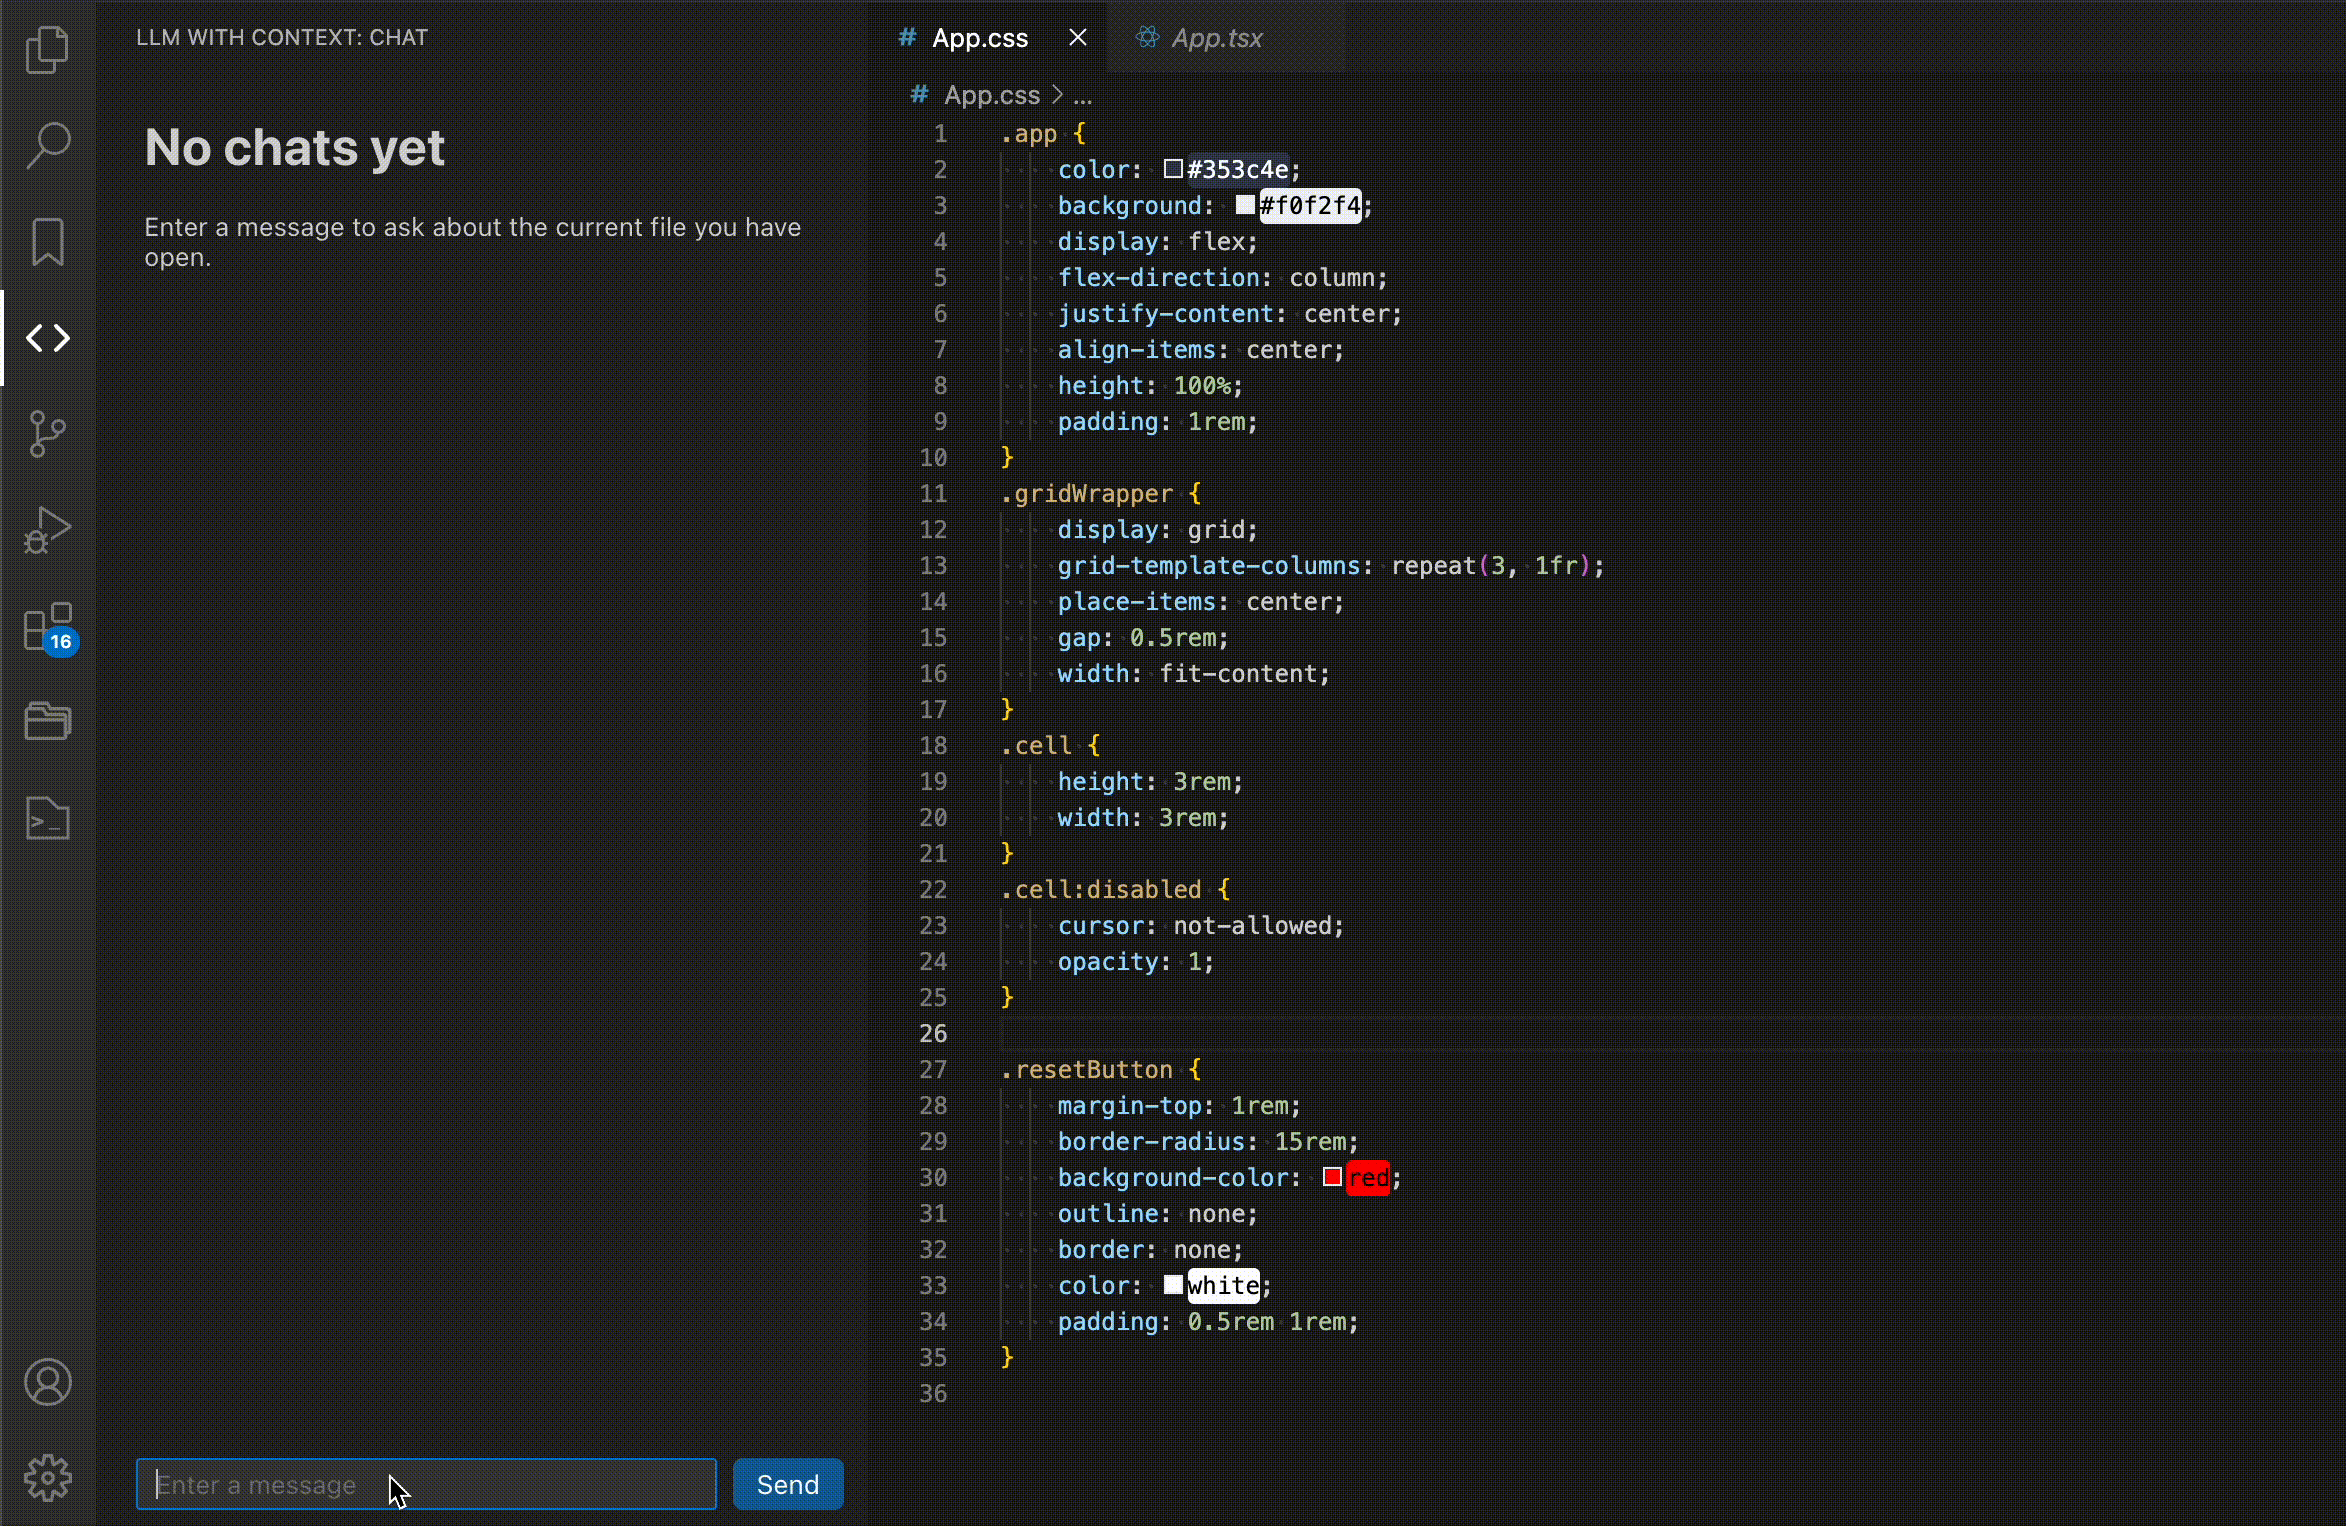 LLM WITH CONTEXT: CHAT
No chats yet
Enter a message to ask about the current file you have
open.
16
Enter a message
Send
# App.css
App.tsx
# App.css > ...
1 .app {
2 color: #353c4e;
3 background: #f0f2f4;
4 display: flex;
5 flex-direction: column;
6 justify-content: center;
7 align-items: center;
8 height: 100%;
9 padding: 1rem;
10 }
11 .gridWrapper {
12 display: grid;
13 grid-template-columns: repeat(3, 1fr);
14 place-items: center;
15 gap: 0.5rem;
16 width: fit-content;
17 }
18 .cell {
19 height: 3rem;
20 width: 3rem;
21 }
22 .cell:disabled {
23 cursor: not-allowed;
24 opacity: 1;
25 }
26
27 .resetButton {
28 margin-top: 1rem;
29 border-radius: 15rem;
30 background-color: red;
31 outline: none;
32 border: none;
33 color: white;
34 padding: 0.5rem 1rem;
35 }
36